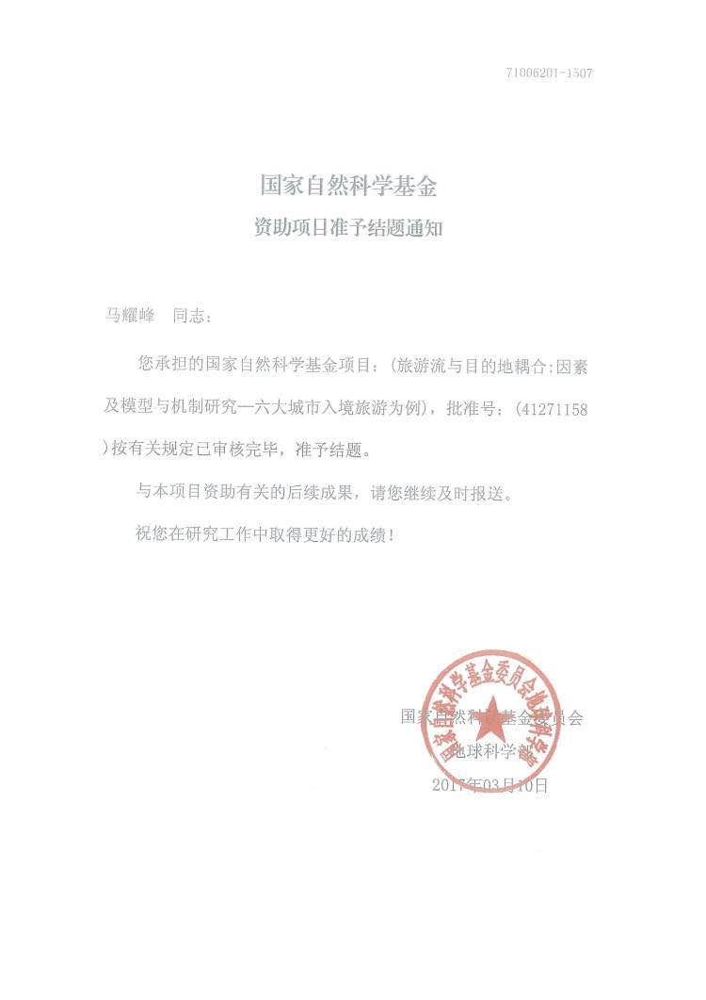 71006201-1507
国家自然科学基金
资助项目准予结题通知
马耀峰 同志：
您承担的国家自然科学基金项目：(旅游流与目的地耦合:因素
及模型与机制研究—六大城市入境旅游为例)，批准号：(41271158
)按有关规定已审核完毕，准予结题。
与本项目资助有关的后续成果，请您继续及时报送。
祝您在研究工作中取得更好的成绩！
国家自然科学基金委员会地球科学部
国家自然科学基金委员会
地球科学部
2017年03月10日